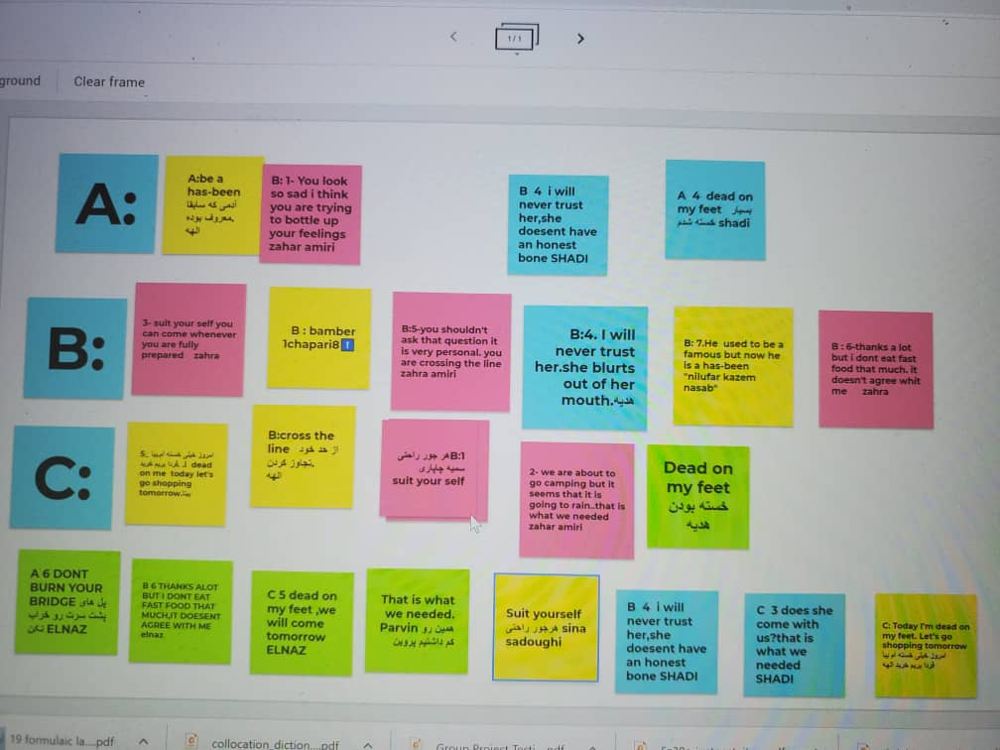 1/1
ground
Clear frame
A:
A:be a
has-been
آدمی که سابقا
معروف بوده.
الهه
B: 1- You look
so sad i think
you are trying
to bottle up
your feelings
zahar amiri
B 4 i will
never trust
her,she
doesent have
an honest
bone SHADI
A 4 dead on
my feet بسیار
خسته شدم shadi
B:
3- suit your self you
can come whenever
you are fully
prepared zahra
B : bamber
1chapari8
B:5-you shouldn't
ask that question it
is very personal. you
are crossing the line
zahra amiri
B:4. I will
never trust
her.she blurts
out of her
mouth.هدیه
B: 7.He used to be a
famous but now he
is a has-been
"nilufar kazem
nasab"
B : 6-thanks a lot
but i dont eat fast
food that much. it
doesn't agree whit
me zahra
C:
5_ امروز خیلی خسته ام بیا
فردا بریم خرید dead
on me today let's
go shopping
tomorrow.
B:cross the
line از حد خود
تجاوز کردن.
الهه
B:1هر جور راحتی
سمیه چاپاری
suit your self
2- we are about to
go camping but it
seems that it is
going to rain..that is
what we needed
zahar amiri
Dead on
my feet
خسته بودن
هدیه
A 6 DONT
BURN YOUR
BRIDGE پل های
پشت سرت رو خراب
نکن ELNAZ
B 6 THANKS ALOT
BUT I DONT EAT
FAST FOOD THAT
MUCH,IT DOESENT
AGREE WITH ME
elnaz
C 5 dead on
my feet ,we
will come
tomorrow
ELNAZ
That is what
we needed.
Parvin همین رو
کم داشتیم پروین
Suit yourself
هرجور راحتی sina
sadoughi
B 4 i will
never trust
her,she
doesent have
an honest
bone SHADI
C 3 does she
come with
us?that is
what we
needed
SHADI
C: Today I'm dead on
my feet. Let's go
shopping tomorrow
امروز خیلی خسته ام بیا
فردا بریم خرید الهه
19 formulaic la....pdf
collocation_diction....pdf